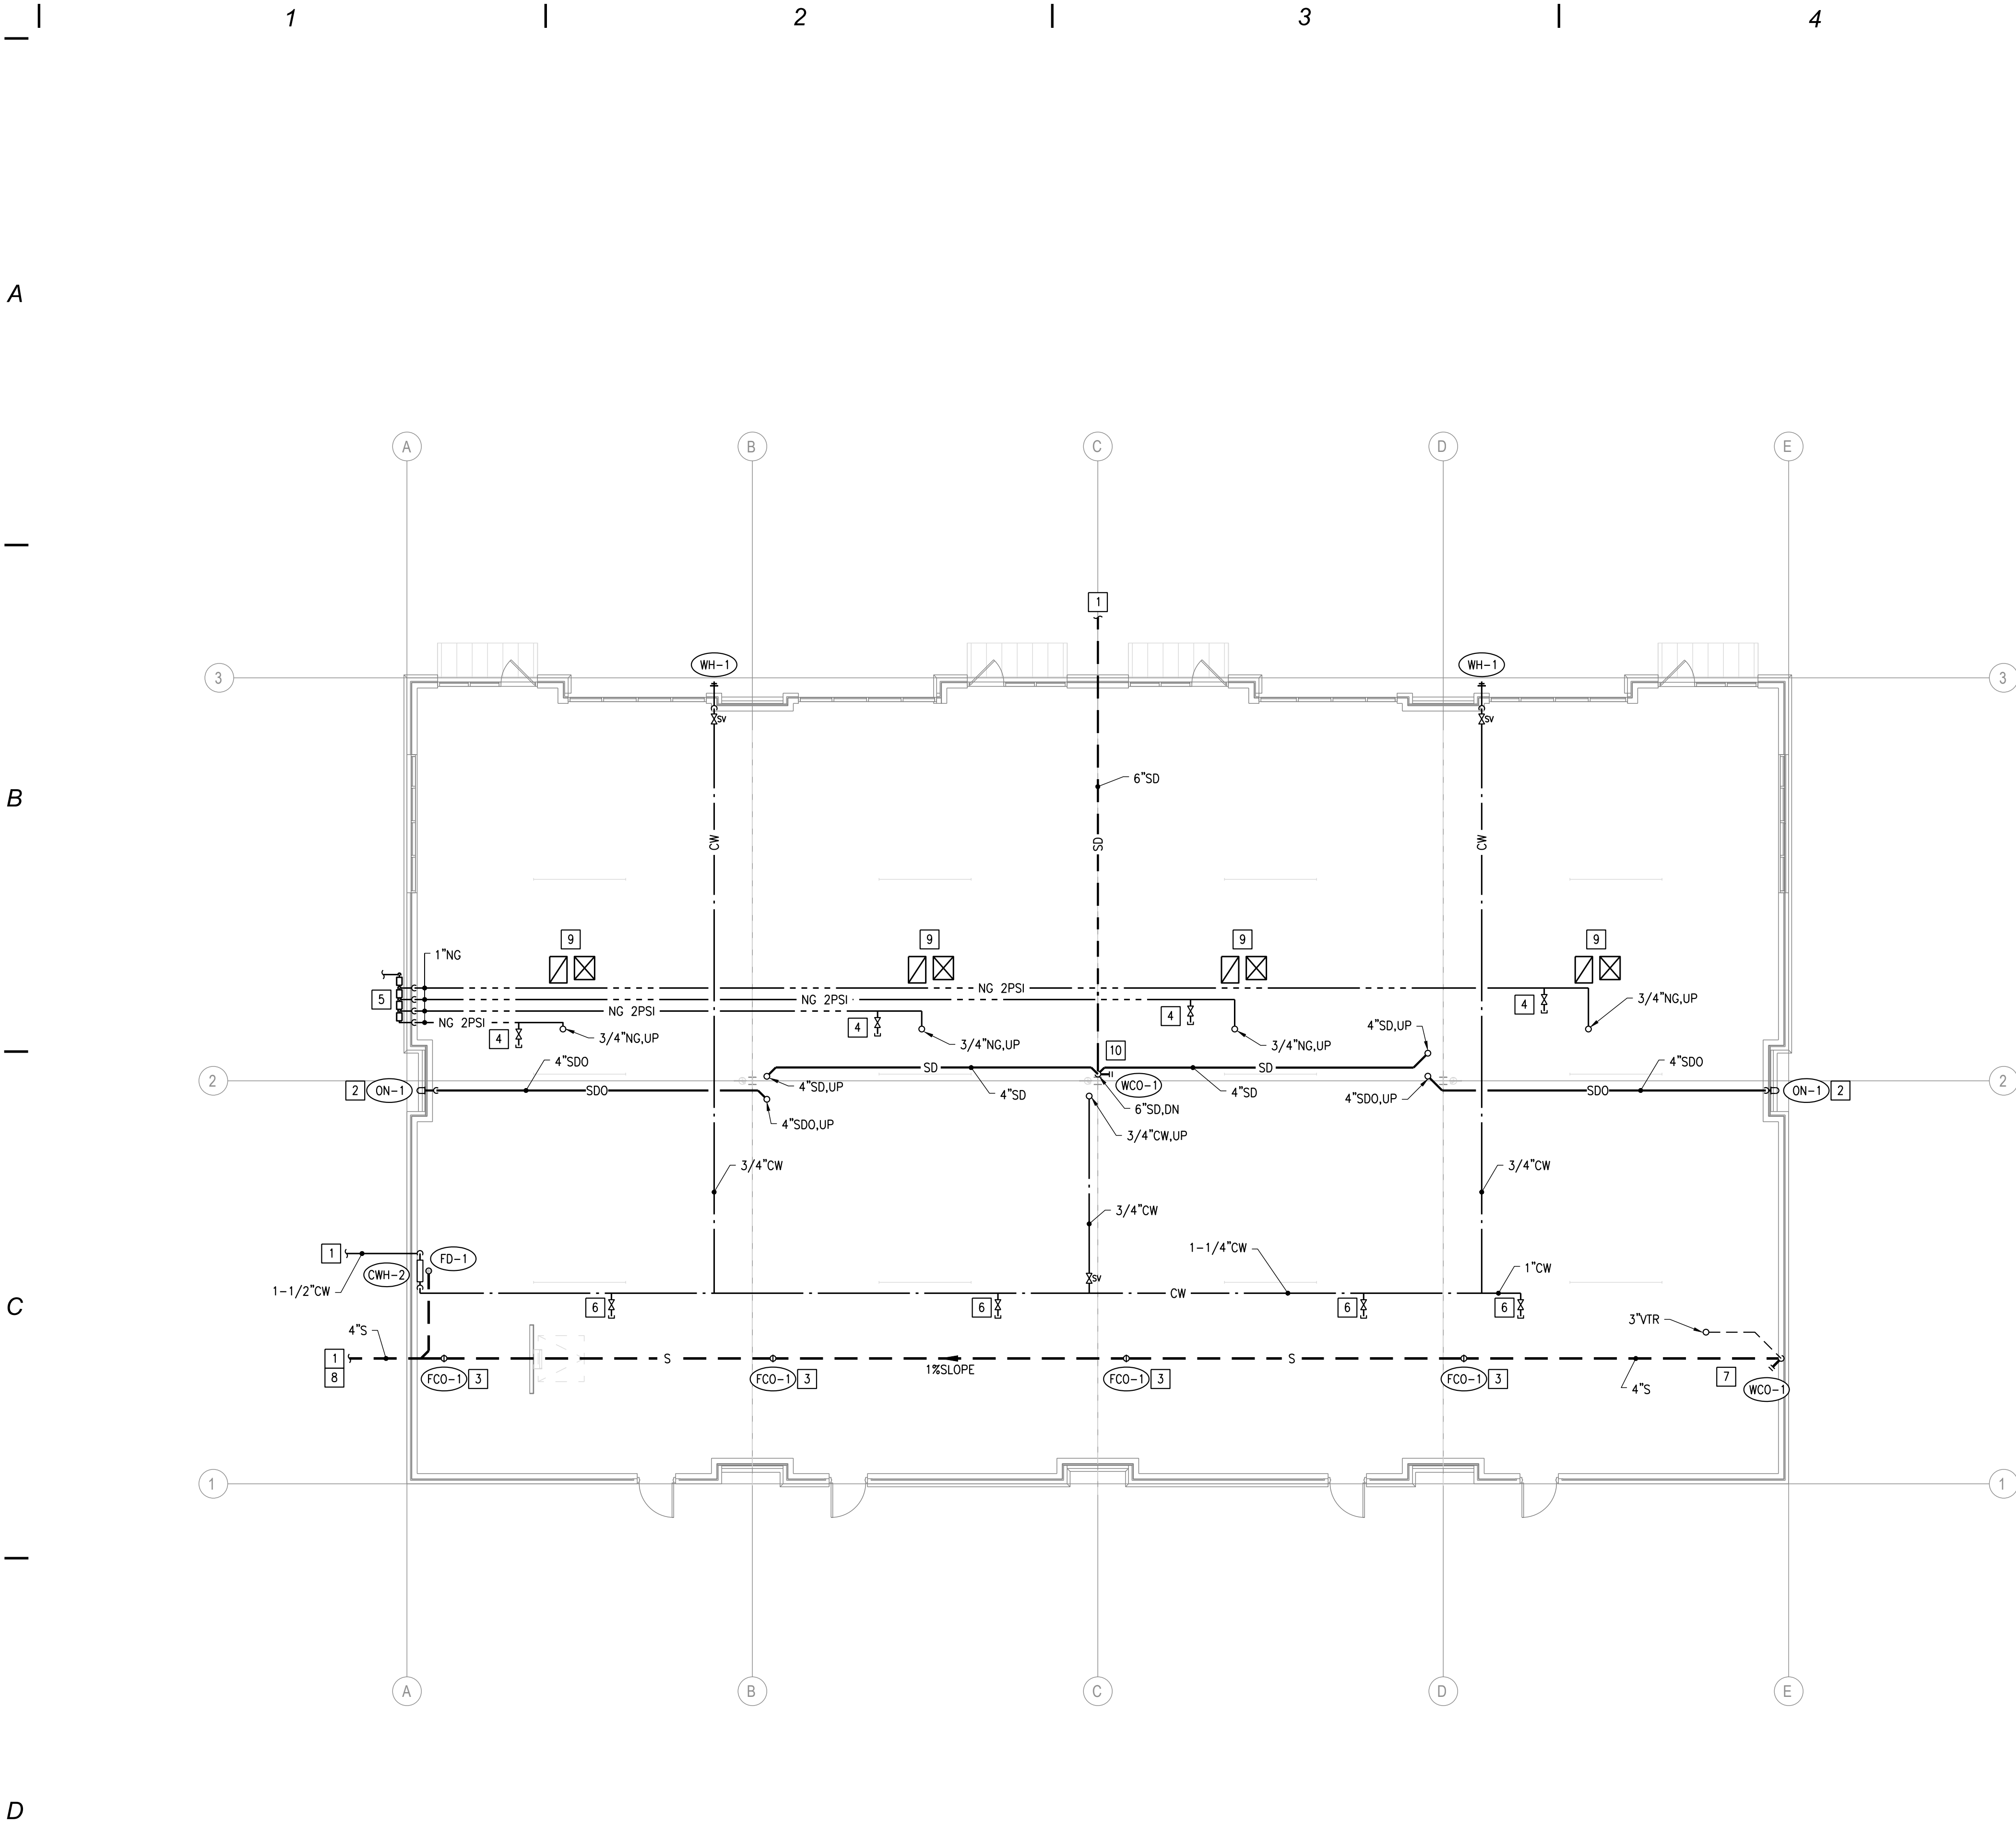 1 2 3 4
A
A B C D E
1
WH-1 WH-1
3 3
SV SV
6"SD
B
CW SD CW
9 9 9 9
1"NG
NG 2PSI
5 NG 2PSI 3/4"NG,UP
NG 2PSI 4
NG 2PSI 4 4 4"SD,UP
4 3/4"NG,UP 3/4"NG,UP 3/4"NG,UP
10
4"SDO 4"SDO
SD SD
2 2
4"SD,UP WCO-1
2 ON-1 SDO 4"SD 4"SD 4"SDO,UP SDO ON-1 2
6"SD,DN
4"SDO,UP
3/4"CW,UP
3/4"CW 3/4"CW
3/4"CW
1 FD-1 1-1/4"CW
CWH-2 SV 1"CW
1-1/2"CW CW
C
6 6 6 6
3"VTR
4"S
1 S S
8 1%SLOPE
FCO-1 3 FCO-1 3 FCO-1 3 FCO-1 3 7
4"S WCO-1
1 1
A B C D E
D